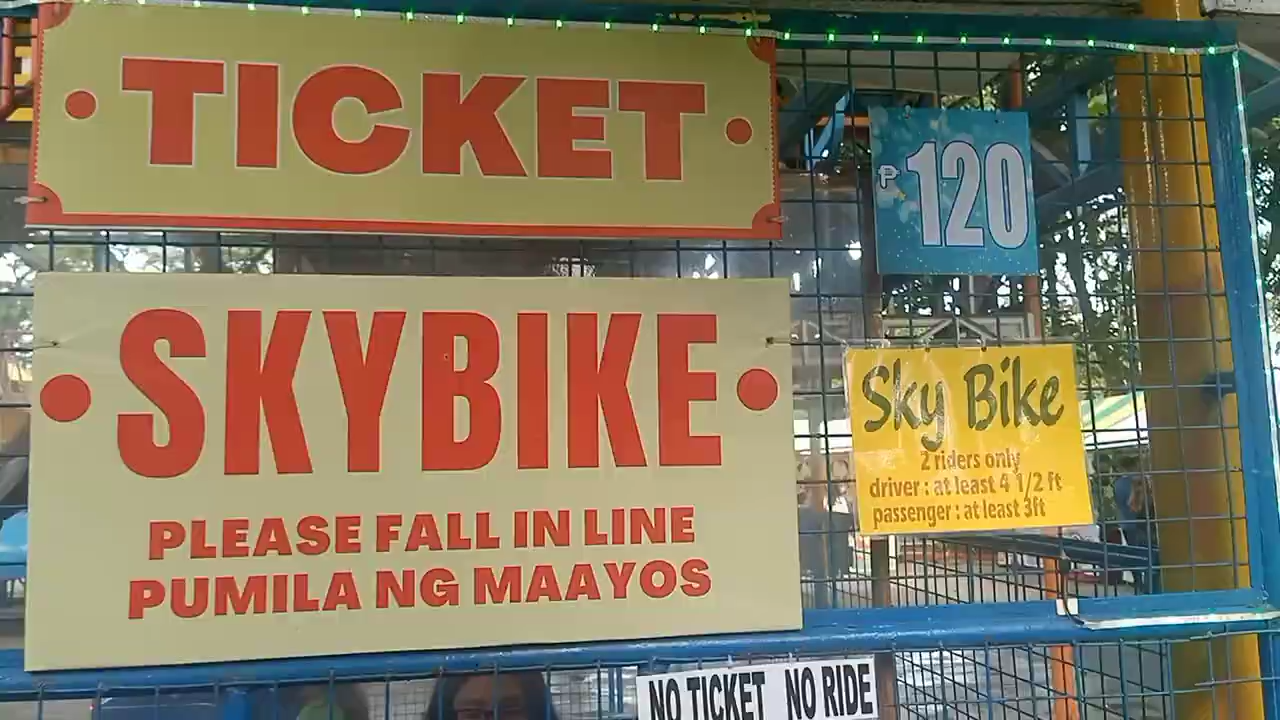 TICKET
₱120
SKYBIKE
PLEASE FALL IN LINE
PUMILA NG MAAYOS
Sky Bike
2 riders only
driver : at least 4 1/2 ft
passenger : at least 3ft
NO TICKET NO RIDE